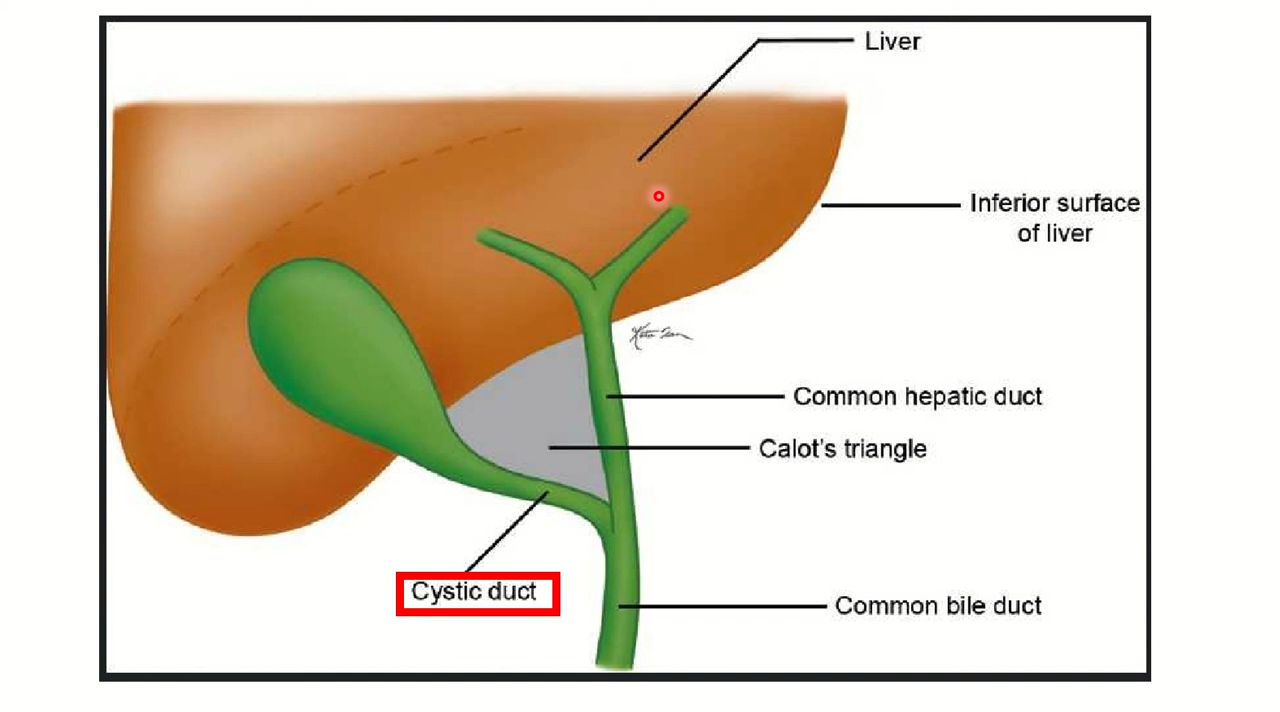 Liver
Inferior surface
of liver
Common hepatic duct
Calot's triangle
Cystic duct
Common bile duct